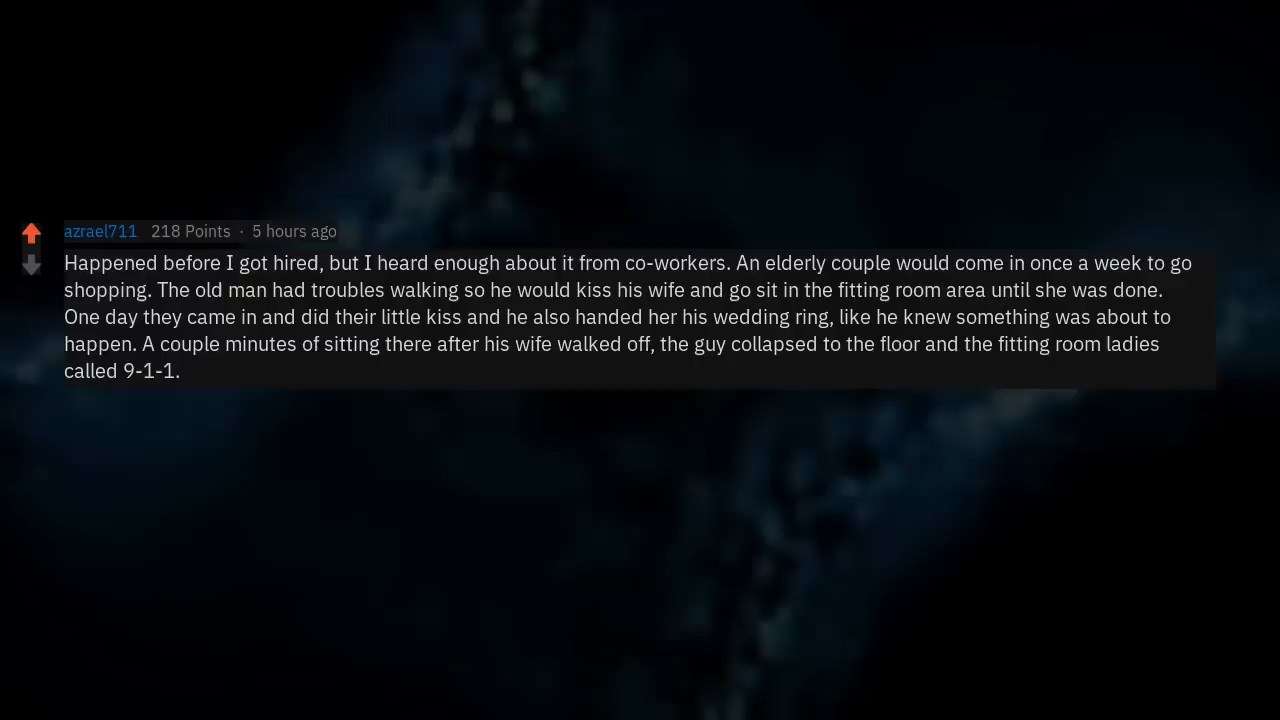 azrael711 218 Points · 5 hours ago
Happened before I got hired, but I heard enough about it from co-workers. An elderly couple would come in once a week to go
shopping. The old man had troubles walking so he would kiss his wife and go sit in the fitting room area until she was done.
One day they came in and did their little kiss and he also handed her his wedding ring, like he knew something was about to
happen. A couple minutes of sitting there after his wife walked off, the guy collapsed to the floor and the fitting room ladies
called 9-1-1.